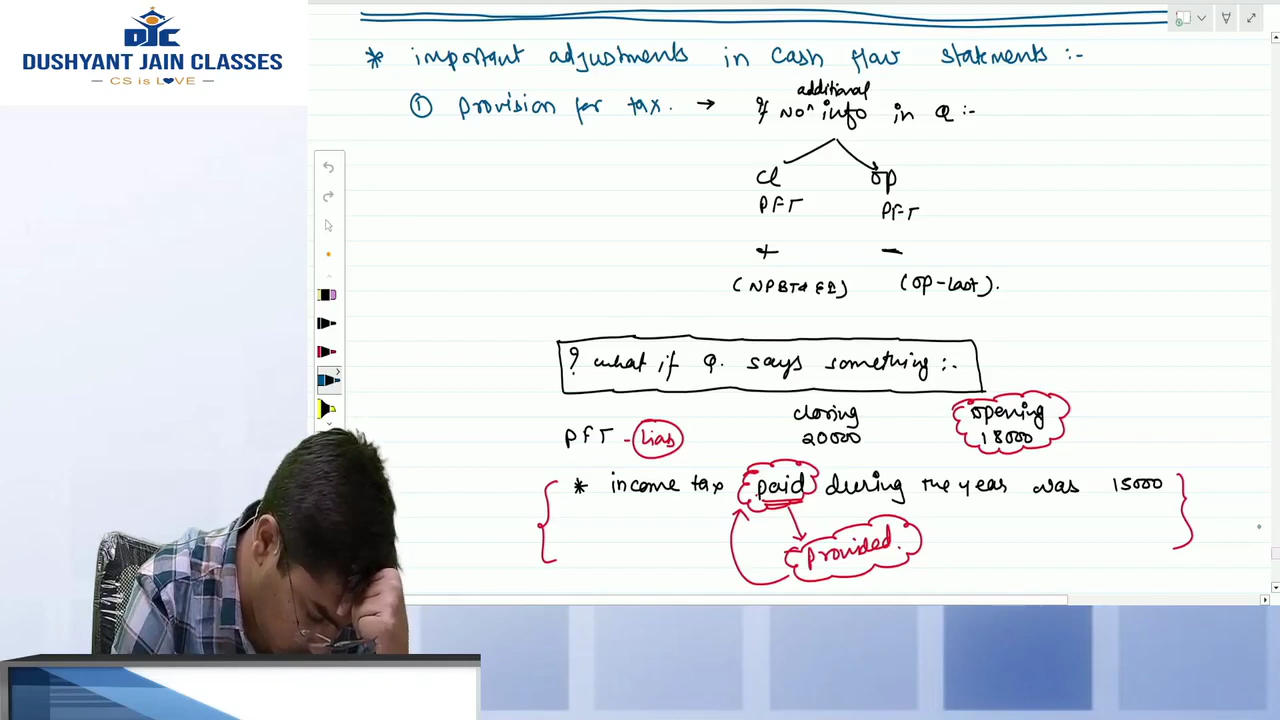 DUSHYANT JAIN CLASSES
CS is LOVE
* important adjustments in cash flow statements :-
① provision for tax. → if No ^ additional info in Q :-
cl op
PFT PFT
+ -
(NPBT & EI) (op-last).
? what if Q. says something :-
closing opening
PFT - Liab 20000 18000
* income tax paid during the year was 15000
provided.